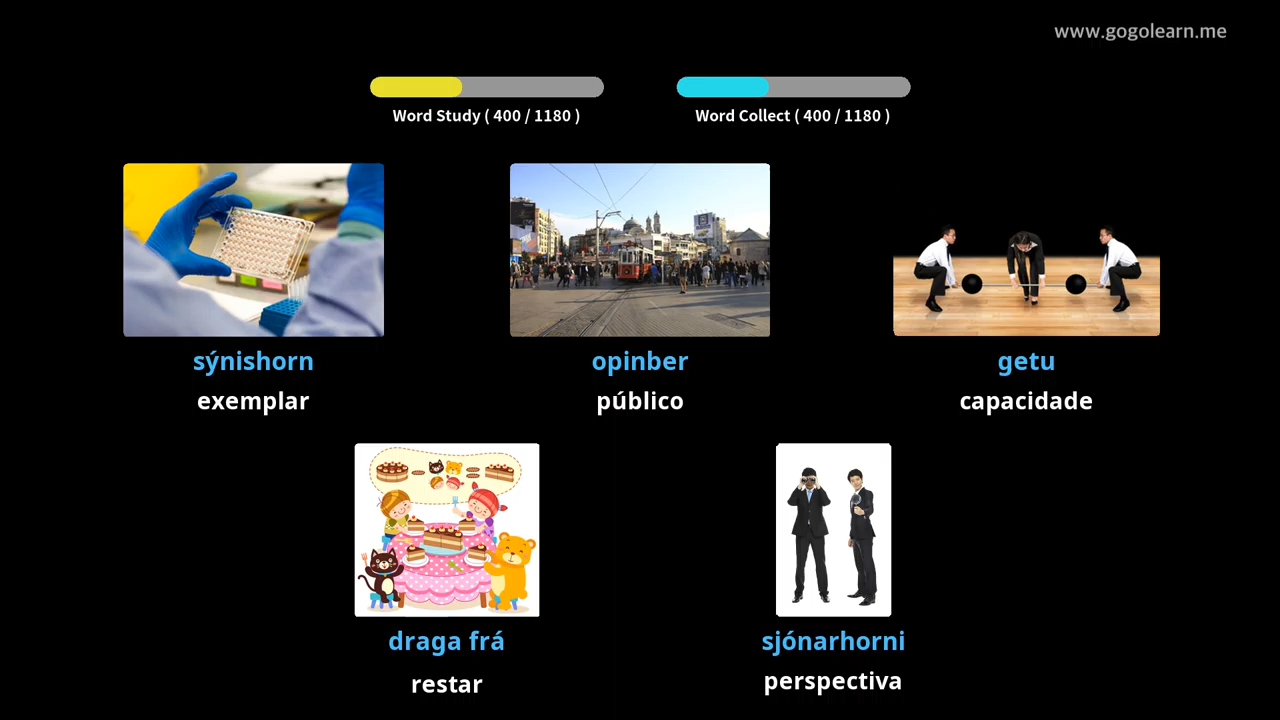 www.gogolearn.me
Word Study ( 400 / 1180 )
Word Collect ( 400 / 1180 )
sýnishorn
opinber
getu
exemplar
público
capacidade
draga frá
sjónarhorni
restar
perspectiva